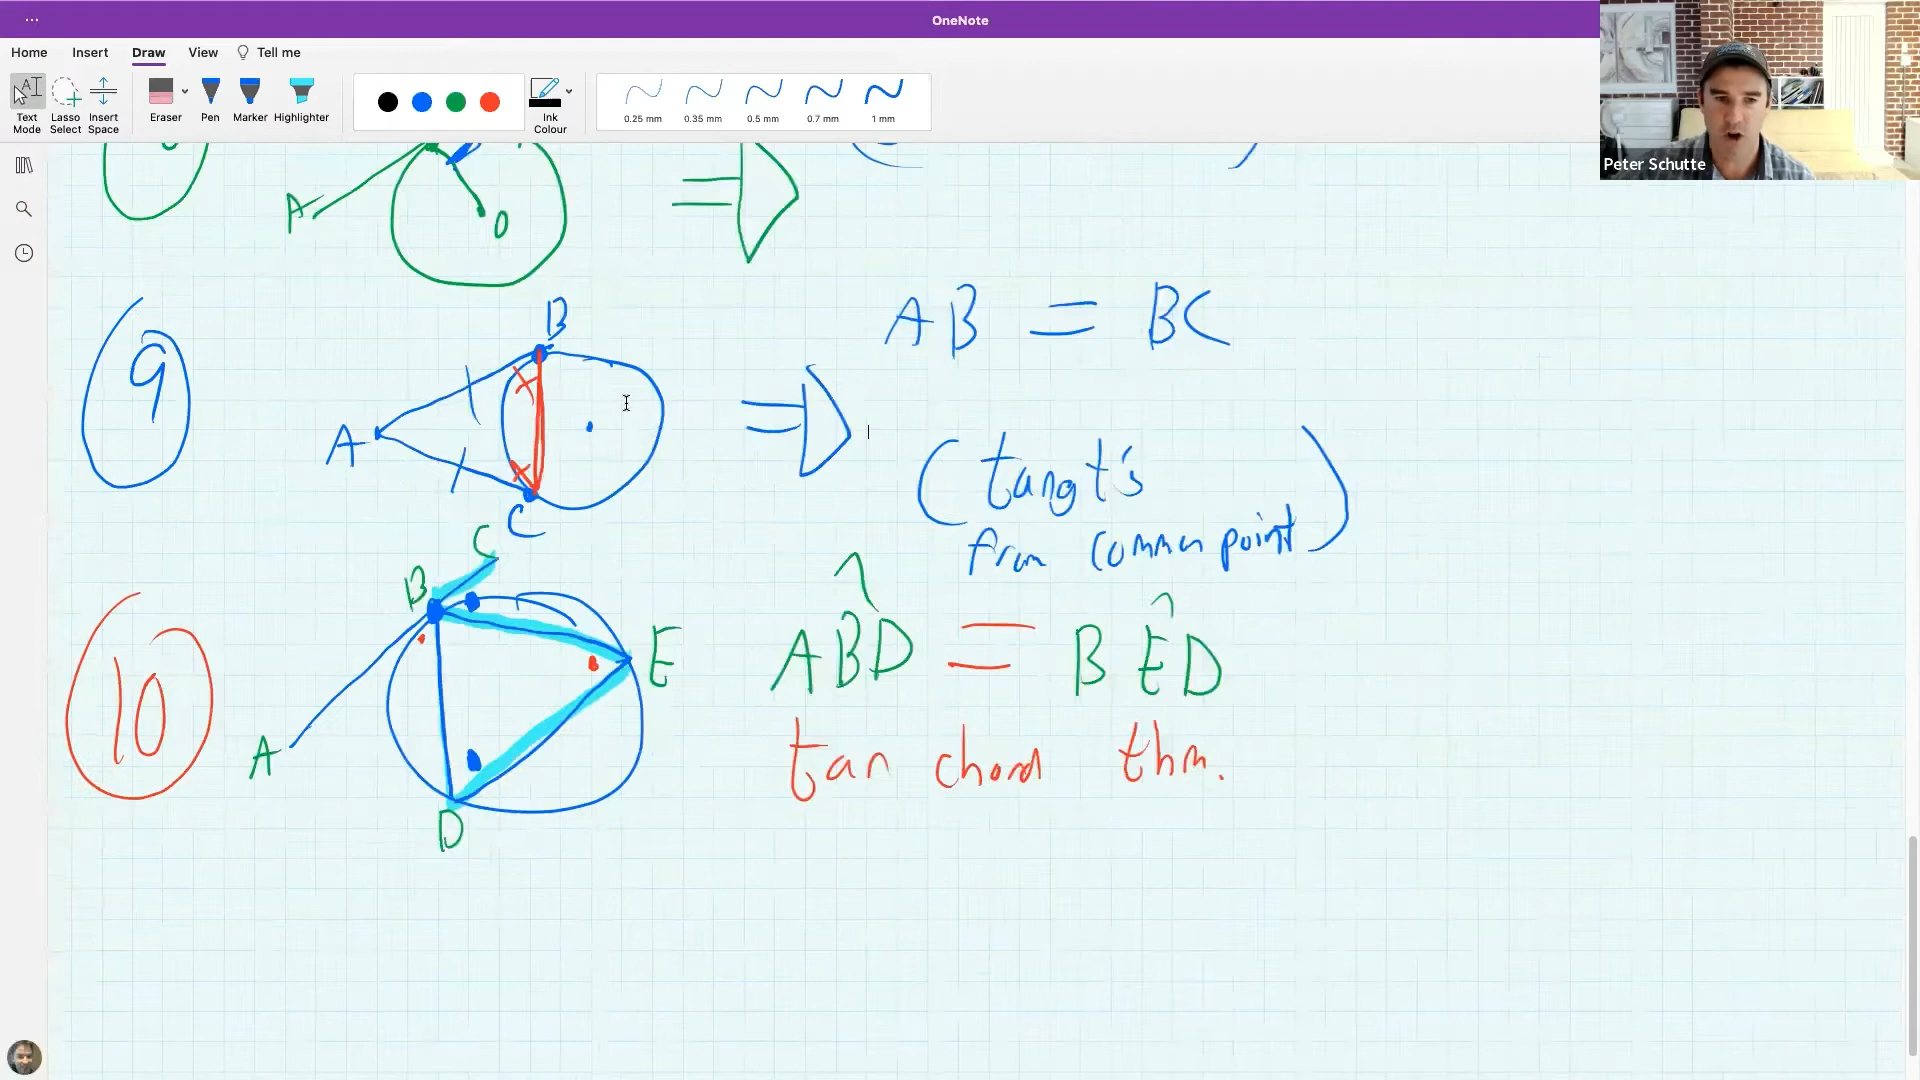 OneNote
Home Insert Draw View Tell me
Text Mode
Lasso Select
Insert Space
Eraser
Pen
Marker
Highlighter
Ink Colour
0.25 mm 0.35 mm 0.5 mm 0.7 mm 1 mm
Peter Schutte
A
O
9
B
A
C
AB = BC
(tangt's
from common point)
10
C
B
E
A
D
AB̂D = BÊD
tan chord thm.